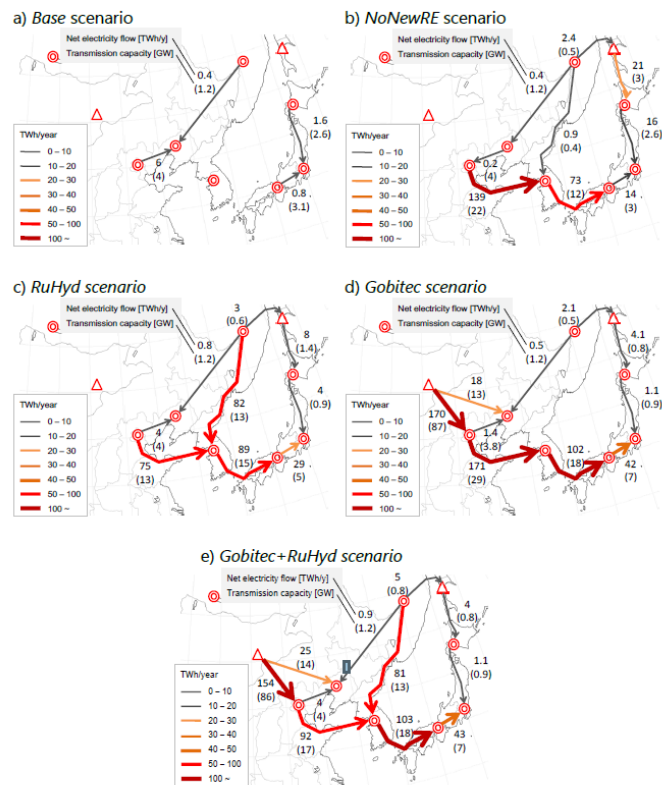 a) Base scenario
Net electricity flow [TWh/y]
Transmission capacity [GW]
0.4
(1.2)
1.6
(2.6)
6
(4)
0.8
(3.1)
TWh/year
0 – 10
10 – 20
20 – 30
30 – 40
40 – 50
50 – 100
100 ~
b) NoNewRE scenario
Net electricity flow [TWh/y]
Transmission capacity [GW]
2.4
(0.5)
21
(3)
0.4
(1.2)
16
(2.6)
0.9
(0.4)
0.2
(4)
139
(22)
73
(12)
14
(3)
TWh/year
0 – 10
10 – 20
20 – 30
30 – 40
40 – 50
50 – 100
100 ~
c) RuHyd scenario
Net electricity flow [TWh/y]
Transmission capacity [GW]
3
(0.6)
8
(1.4)
0.8
(1.2)
4
(0.9)
82
(13)
4
(4)
75
(13)
89
(15)
29
(5)
TWh/year
0 – 10
10 – 20
20 – 30
30 – 40
40 – 50
50 – 100
100 ~
d) Gobitec scenario
Net electricity flow [TWh/y]
Transmission capacity [GW]
2.1
(0.5)
4.1
(0.8)
0.5
(1.2)
1.1
(0.9)
18
(13)
170
(87)
1.4
(3.8)
171
(29)
102
(18)
42
(7)
TWh/year
0 – 10
10 – 20
20 – 30
30 – 40
40 – 50
50 – 100
100 ~
e) Gobitec+RuHyd scenario
Net electricity flow [TWh/y]
Transmission capacity [GW]
5
(0.8)
4
(0.8)
0.9
(1.2)
1.1
(0.9)
25
(14)
154
(86)
81
(13)
4
(4)
92
(17)
103
(18)
43
(7)
TWh/year
0 – 10
10 – 20
20 – 30
30 – 40
40 – 50
50 – 100
100 ~